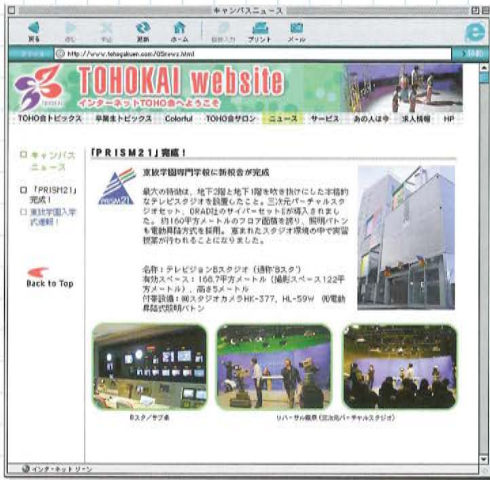 キャンパスニュース
戻る 進む 中止 更新 ホーム 自動入力 プリント メール
http://www.tohogakuen.com/05news.html
TOHOKAI website
インターネットTOHO会へようこそ
TOHOKAI
TOHO会トピックス 卒業生トピックス Colorful TOHO会サロン ニュース サービス あの人は今 求人情報 HP
キャンパスニュース
「PRISM21」完成！
東放学園入学式速報！
Back to Top
「PRISM21」完成！
PRISM21
東放学園専門学校に新校舎が完成
最大の特徴は、地下2階と地下1階を吹き抜けにした本格的
なテレビスタジオを設置したこと。三次元バーチャルスタ
ジオセット、ORAD社のサイバーセットEが導入されまし
た。約160平方メートルのフロア面積を誇り、照明バトン
も電動昇降方式を採用。恵まれたスタジオ環境の中で実習
授業が行われることになりました。
名称：テレビジョンBスタジオ（通称"Bスタ"）
有効スペース：168.7平方メートル（撮影スペース122平
方メートル）、高さ5メートル
付帯設備：㈱スタジオカメラHK-377、HL-59W ㈫電動
昇降式照明バトン
Bスタ／サブ卓
リハーサル風景（三次元バーチャルスタジオ）
インターネットゾーン